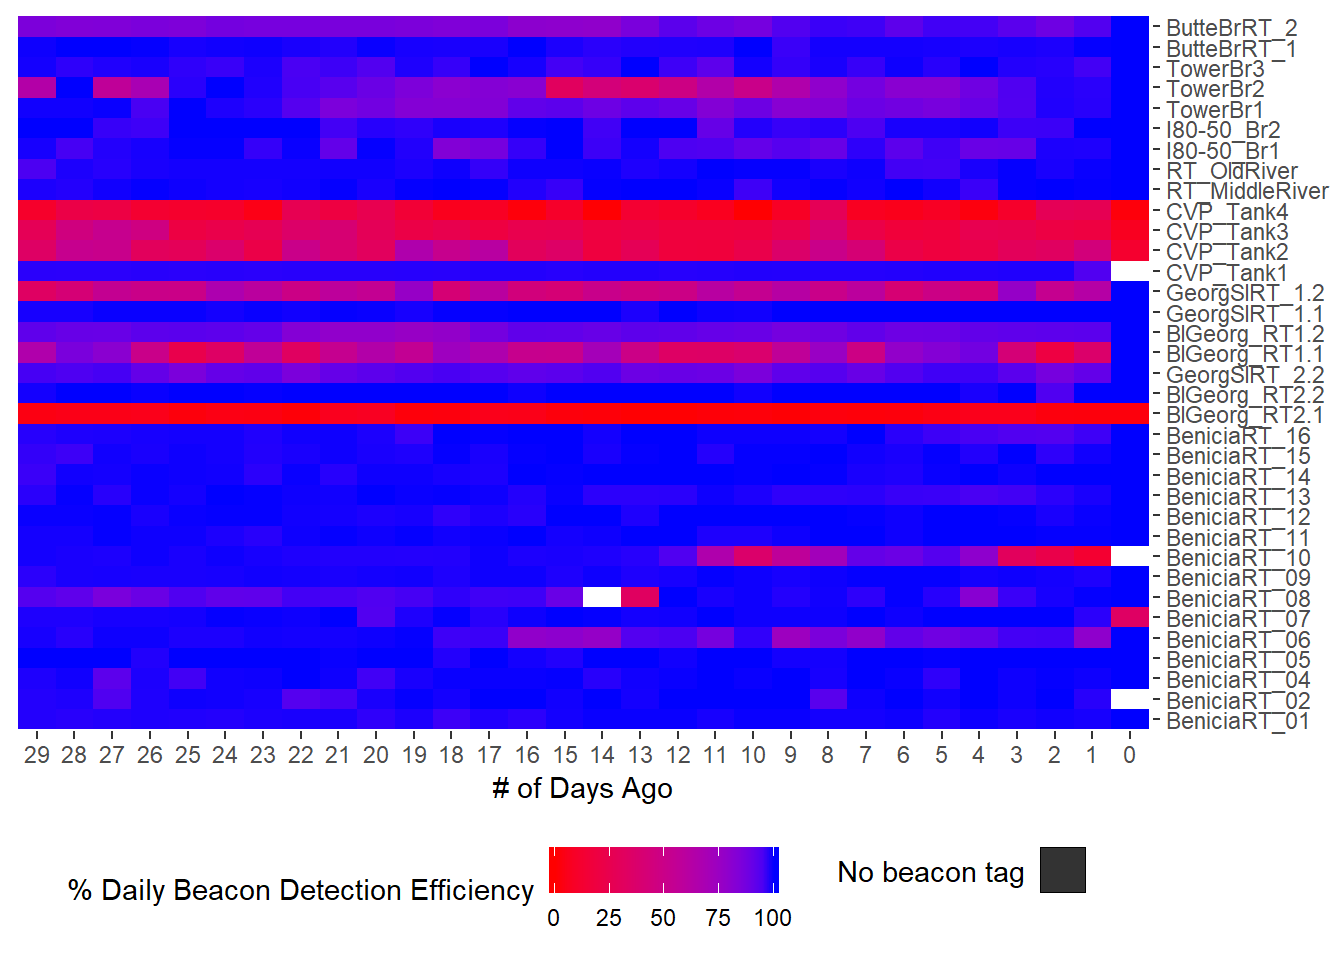 ButteBrRT_2
ButteBrRT_1
TowerBr3
TowerBr2
TowerBr1
I80-50_Br2
I80-50_Br1
RT_OldRiver
RT_MiddleRiver
CVP_Tank4
CVP_Tank3
CVP_Tank2
CVP_Tank1
GeorgSlRT_1.2
GeorgSlRT_1.1
BlGeorg_RT1.2
BlGeorg_RT1.1
GeorgSlRT_2.2
BlGeorg_RT2.2
BlGeorg_RT2.1
BeniciaRT_16
BeniciaRT_15
BeniciaRT_14
BeniciaRT_13
BeniciaRT_12
BeniciaRT_11
BeniciaRT_10
BeniciaRT_09
BeniciaRT_08
BeniciaRT_07
BeniciaRT_06
BeniciaRT_05
BeniciaRT_04
BeniciaRT_02
BeniciaRT_01
29 28 27 26 25 24 23 22 21 20 19 18 17 16 15 14 13 12 11 10 9 8 7 6 5 4 3 2 1 0
# of Days Ago
% Daily Beacon Detection Efficiency
0 25 50 75 100
No beacon tag